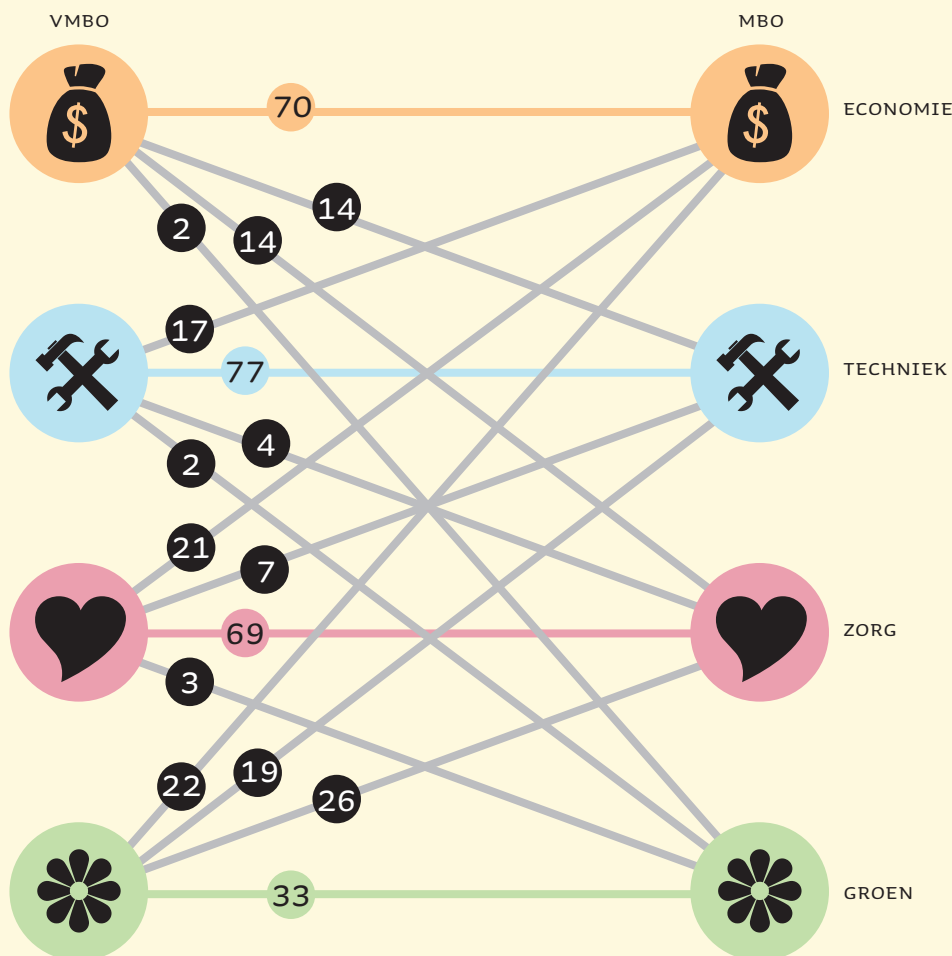 VMBO MBO
70 ECONOMIE
14
2 14
17
77 TECHNIEK
4
2
21
7
69 ZORG
3
22 19
26
33 GROEN